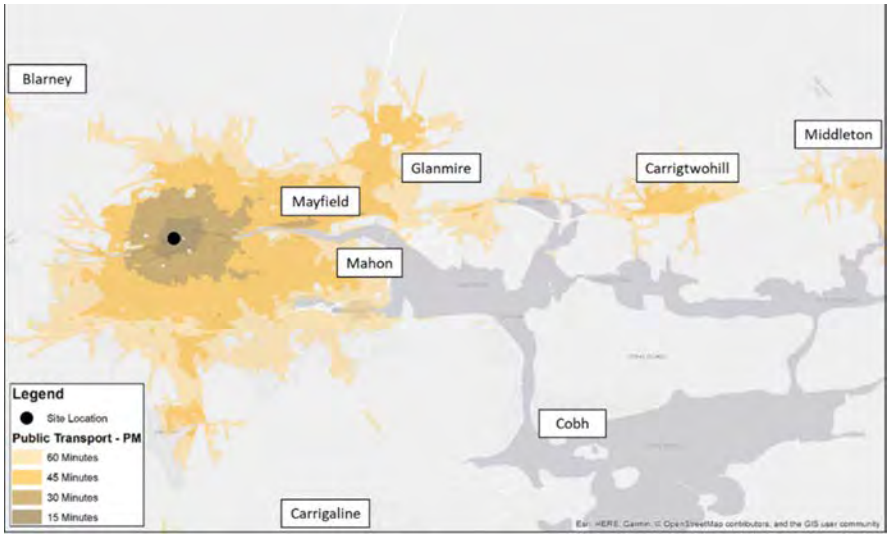 Blarney
Middleton
Glanmire
Carrigtwohill
Mayfield
Mahon
Cobh
Carrigaline
Legend
Site Location
Public Transport - PM
60 Minutes
45 Minutes
30 Minutes
15 Minutes
Esri, HERE, Garmin, © OpenStreetMap contributors, and the GIS user community